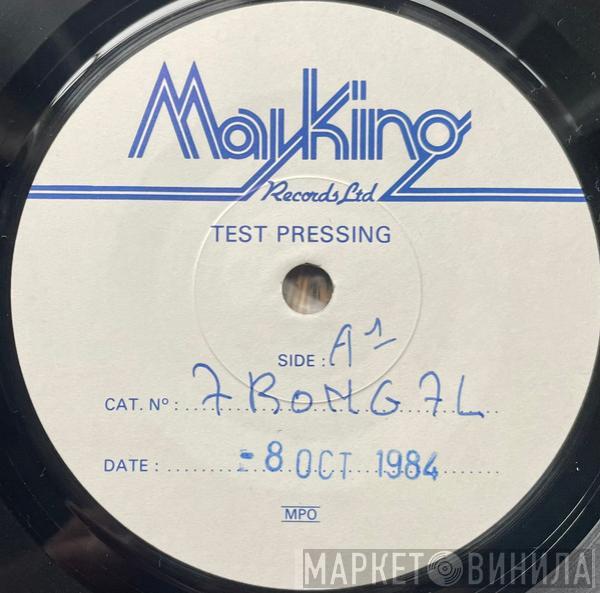 Mayking
Records Ltd
TEST PRESSING
SIDE : A1
CAT. Nº : 7BONG7L
DATE : -8 OCT 1984
MPO
МАРКЕТ ВИНИЛА